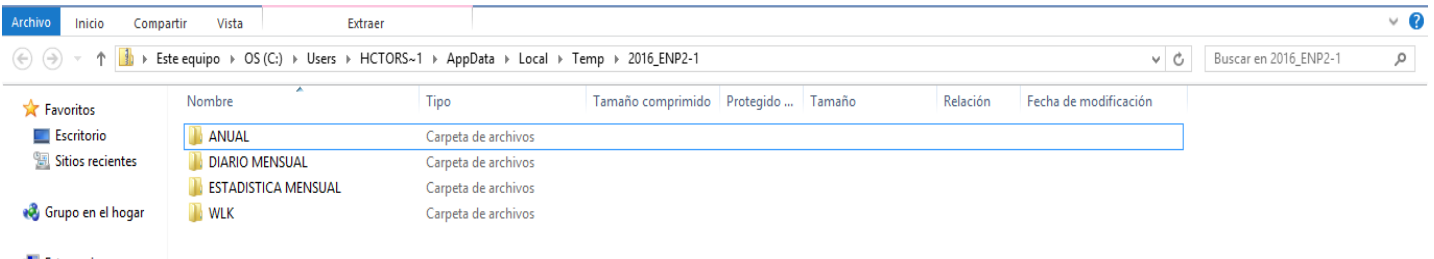 Archivo Inicio Compartir Vista Extraer
Este equipo OS (C:) Users HCTORS~1 AppData Local Temp 2016_ENP2-1 Buscar en 2016_ENP2-1
Favoritos
Escritorio
Sitios recientes
Grupo en el hogar
Nombre Tipo Tamaño comprimido Protegido ... Tamaño Relación Fecha de modificación
ANUAL Carpeta de archivos
DIARIO MENSUAL Carpeta de archivos
ESTADISTICA MENSUAL Carpeta de archivos
WLK Carpeta de archivos